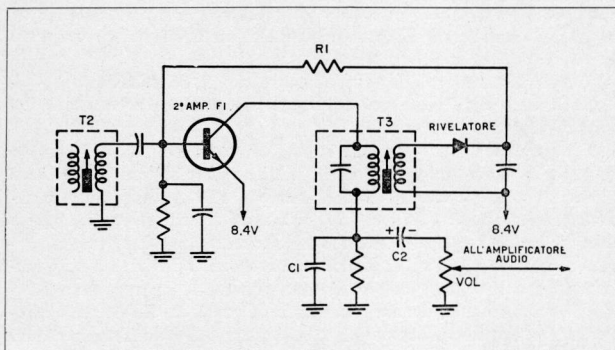 R1
2ª AMP. FI
T2
T3
RIVELATORE
8.4V
8.4V
C1
+ -
C2
ALL'AMPLIFICATORE
AUDIO
VOL